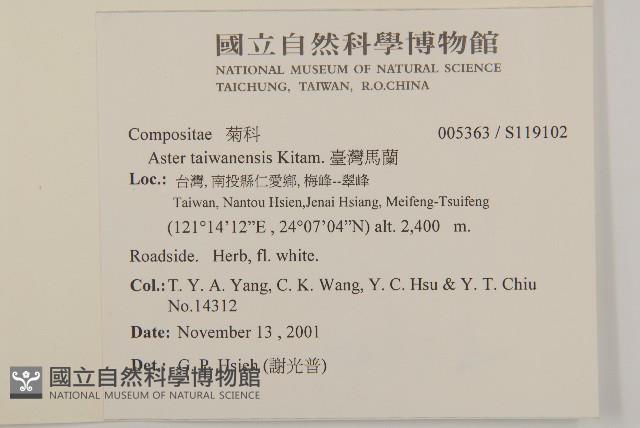 國立自然科學博物館
NATIONAL MUSEUM OF NATURAL SCIENCE
TAICHUNG, TAIWAN, R.O.CHINA
Compositae 菊科 005363 / S119102
Aster taiwanensis Kitam. 臺灣馬蘭
Loc.: 台灣, 南投縣仁愛鄉, 梅峰--翠峰
Taiwan, Nantou Hsien,Jenai Hsiang, Meifeng-Tsuifeng
(121°14’12”E , 24°07’04”N) alt. 2,400 m.
Roadside. Herb, fl. white.
Col.: T. Y. A. Yang, C. K. Wang, Y. C. Hsu & Y. T. Chiu
No.14312
Date: November 13 , 2001
Det.: G. P. Hsieh (謝光普)
國立自然科學博物館
NATIONAL MUSEUM OF NATURAL SCIENCE